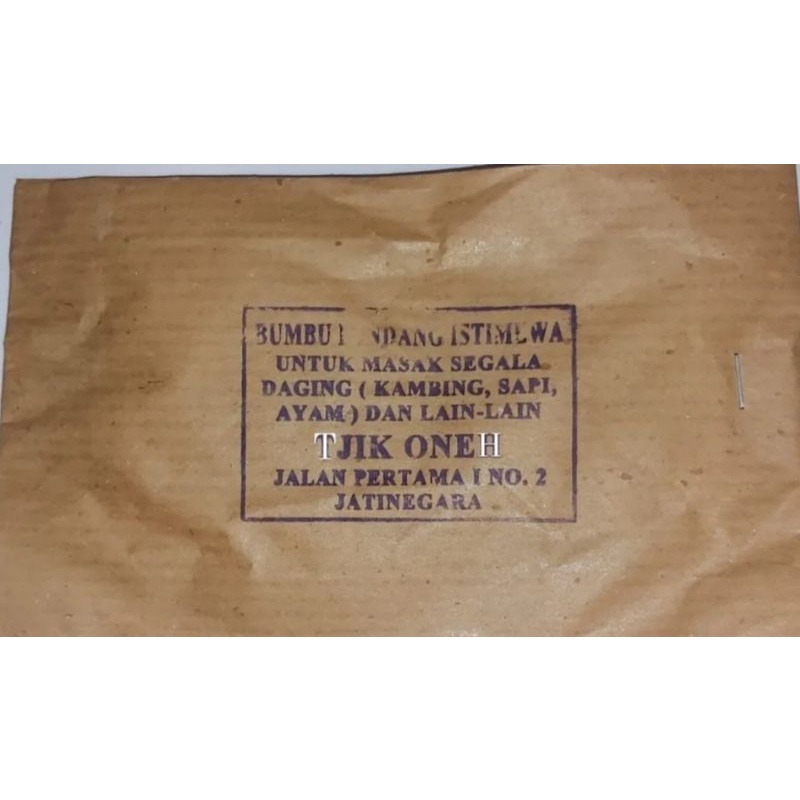 BUMBU ISTIMEWA
UNTUK MASAK SEGALA
DAGING ( KAMBING, SAPI,
AYAM ) DAN LAIN-LAIN
TJIK ONEH
JALAN PERTAMA I NO. 2
JATINEGARA